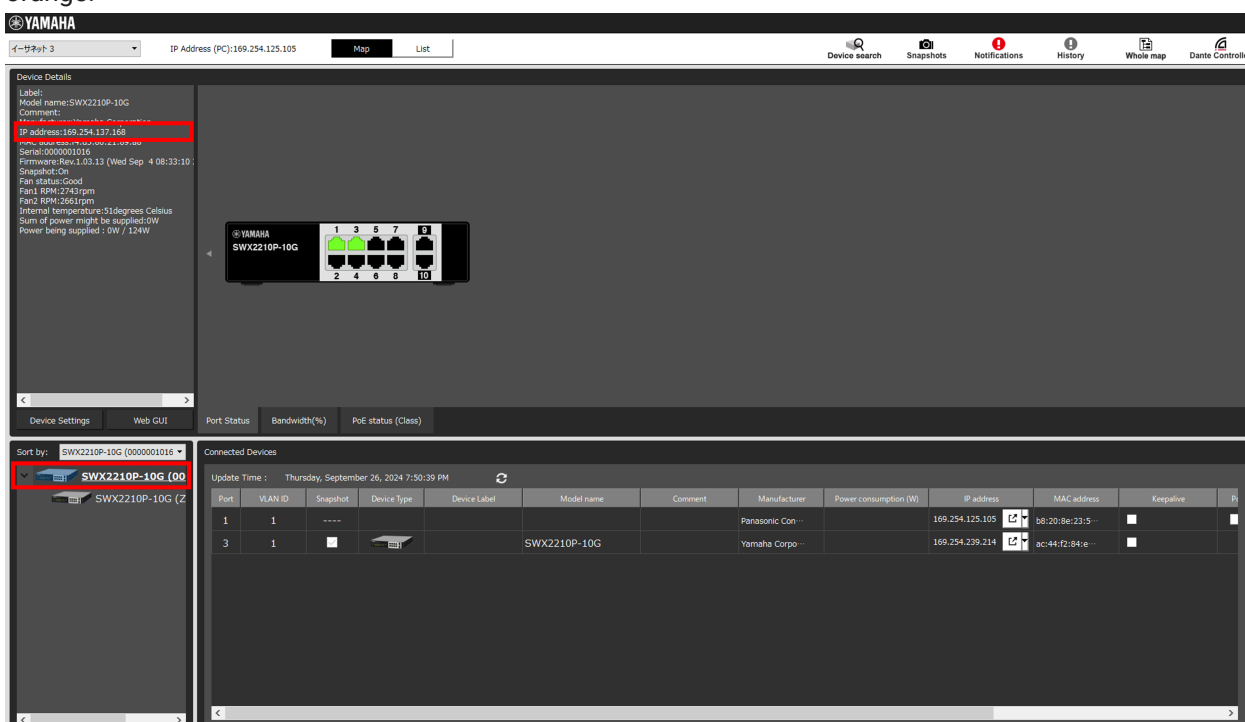 YAMAHA
イーサネット 3
IP Address (PC):169.254.125.105
Map
List
Device search
Snapshots
Notifications
History
Whole map
Dante Controlle
Device Details
Label:
Model name:SWX2210P-10G
Comment:
IP address:169.254.137.168
Serial:0000001016
Firmware:Rev.1.03.13 (Wed Sep 4 08:33:10
Snapshot:On
Fan status:Good
Fan1 RPM:2743rpm
Fan2 RPM:2661rpm
Internal temperature:51degrees Celsius
Sum of power might be supplied:0W
Power being supplied : 0W / 124W
YAMAHA
SWX2210P-10G
1 3 5 7 9
2 4 6 8 10
Device Settings
Web GUI
Port Status
Bandwidth(%)
PoE status (Class)
Sort by:
SWX2210P-10G (0000001016
SWX2210P-10G (00
SWX2210P-10G (Z
Connected Devices
Update Time : Thursday, September 26, 2024 7:50:39 PM
Port VLAN ID Snapshot Device Type Device Label Model name Comment Manufacturer Power consumption (W) IP address MAC address Keepalive
1 1 ---- Panasonic Con··· 169.254.125.105 b8:20:8e:23:5···
3 1 SWX2210P-10G Yamaha Corpo··· 169.254.239.214 ac:44:f2:84:e···